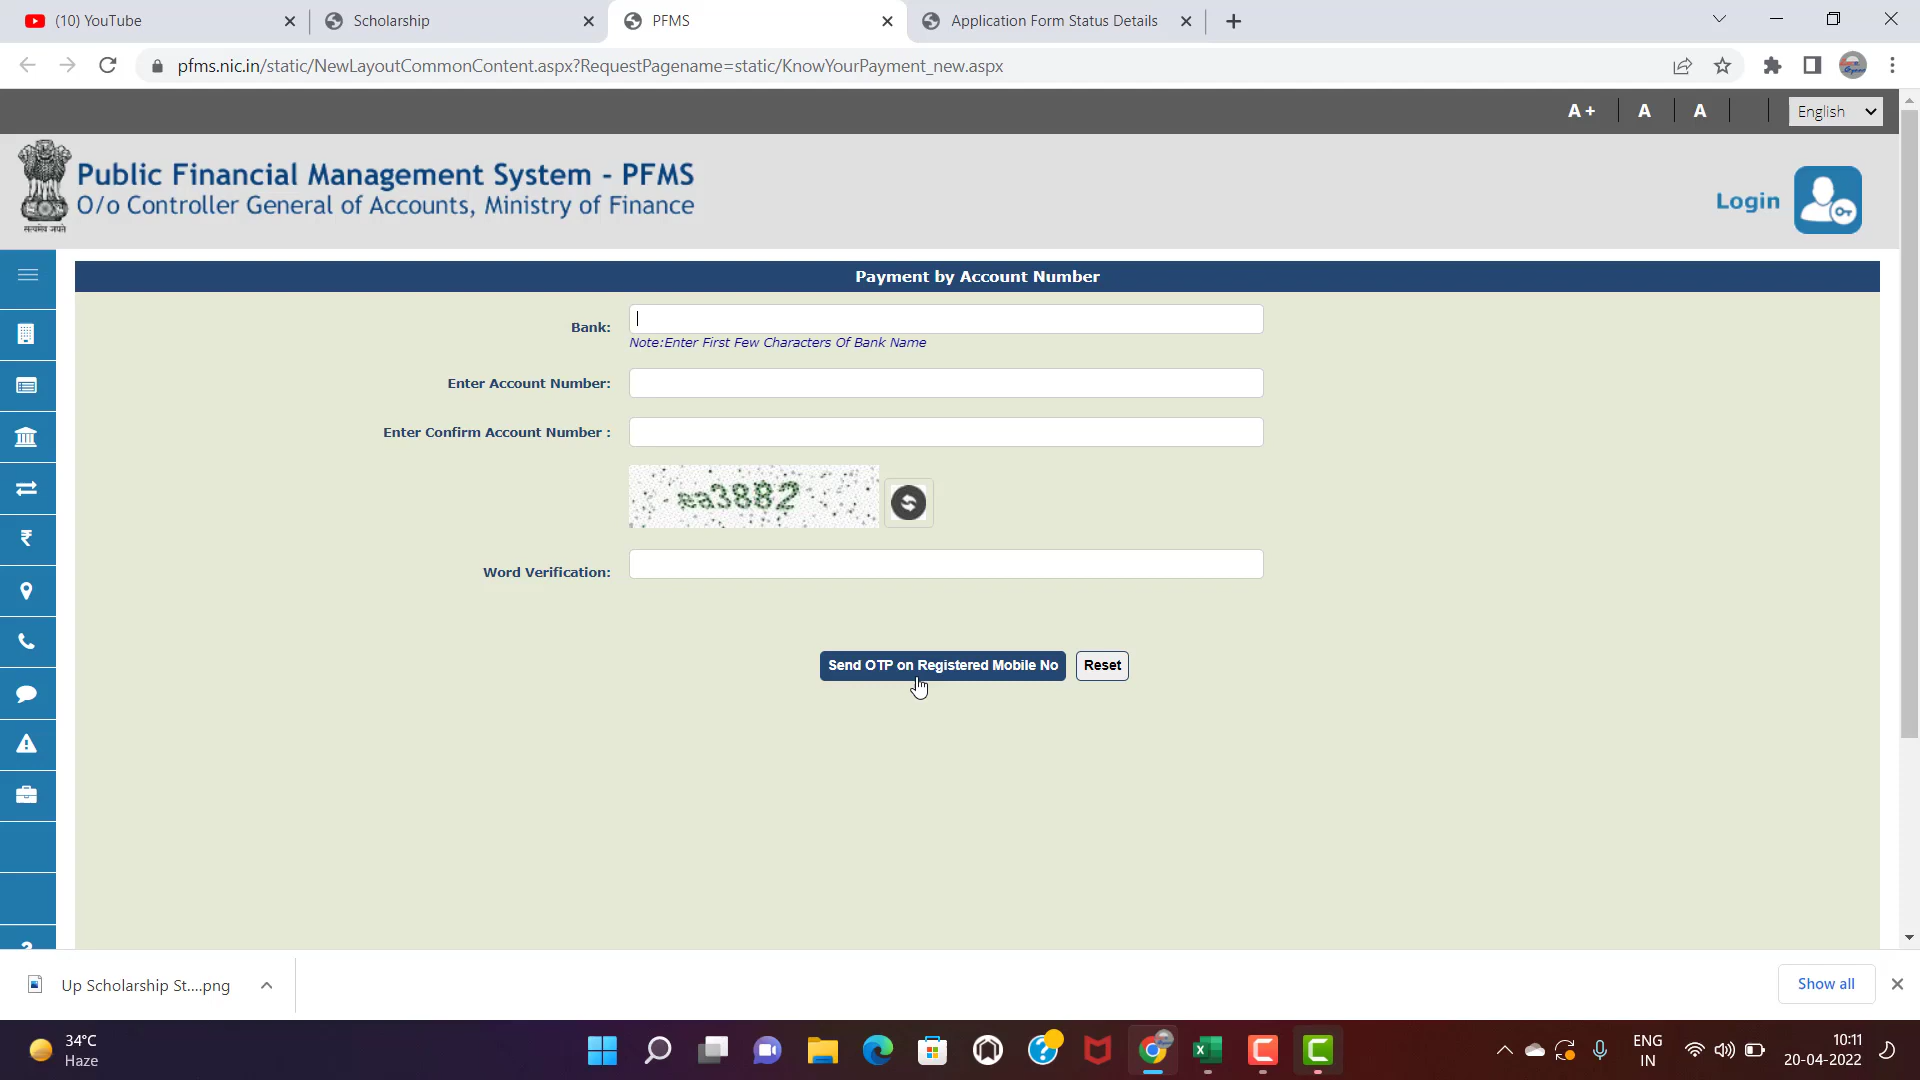 (10) YouTube
Scholarship
PFMS
Application Form Status Details
pfms.nic.in/static/NewLayoutCommonContent.aspx?RequestPagename=static/KnowYourPayment_new.aspx
A +
A
A
English
सत्यमेव जयते
Public Financial Management System - PFMS
O/o Controller General of Accounts, Ministry of Finance
Login
Payment by Account Number
Bank:
Note:Enter First Few Characters Of Bank Name
Enter Account Number:
Enter Confirm Account Number :
ea3882
Word Verification:
Send OTP on Registered Mobile No
Reset
Up Scholarship St....png
Show all
34°C
Haze
ENG
IN
10:11
20-04-2022